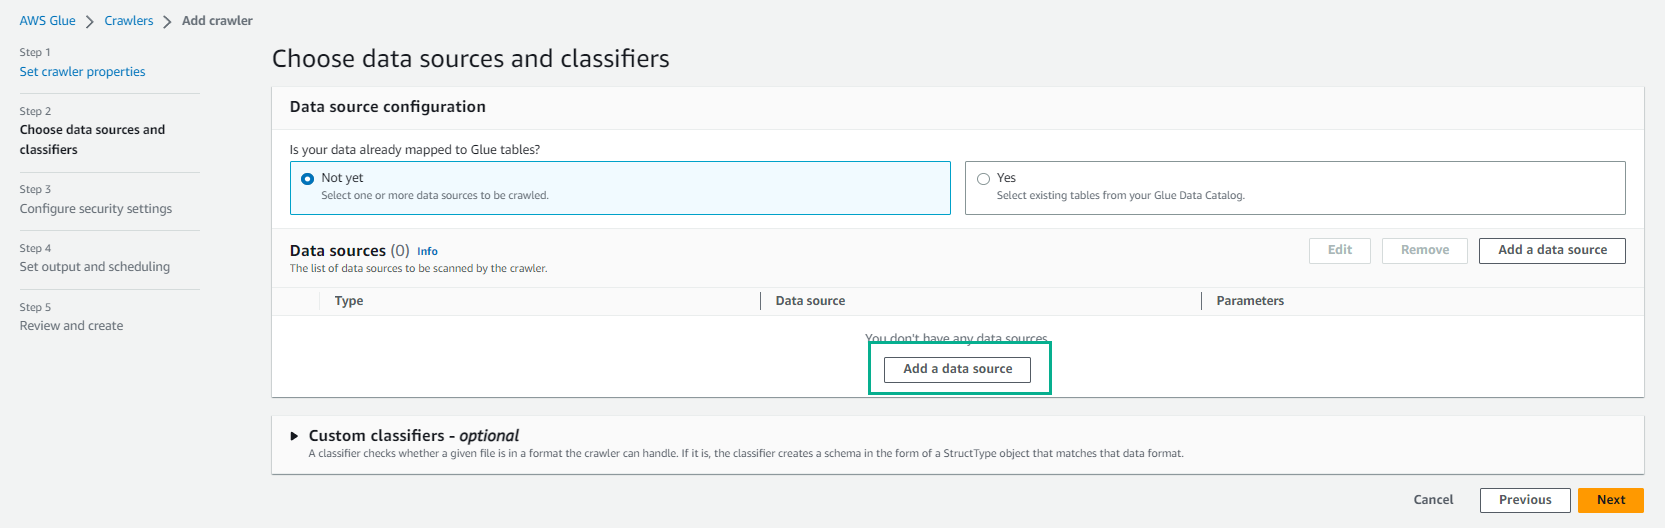 AWS Glue > Crawlers > Add crawler
Step 1
Set crawler properties
Step 2
Choose data sources and
classifiers
Step 3
Configure security settings
Step 4
Set output and scheduling
Step 5
Review and create
Choose data sources and classifiers
Data source configuration
Is your data already mapped to Glue tables?
Not yet
Select one or more data sources to be crawled.
Yes
Select existing tables from your Glue Data Catalog.
Data sources (0) Info
The list of data sources to be scanned by the crawler.
Edit Remove Add a data source
Type Data source Parameters
You don't have any data sources.
Add a data source
Custom classifiers - optional
A classifier checks whether a given file is in a format the crawler can handle. If it is, the classifier creates a schema in the form of a StructType object that matches that data format.
Cancel Previous Next